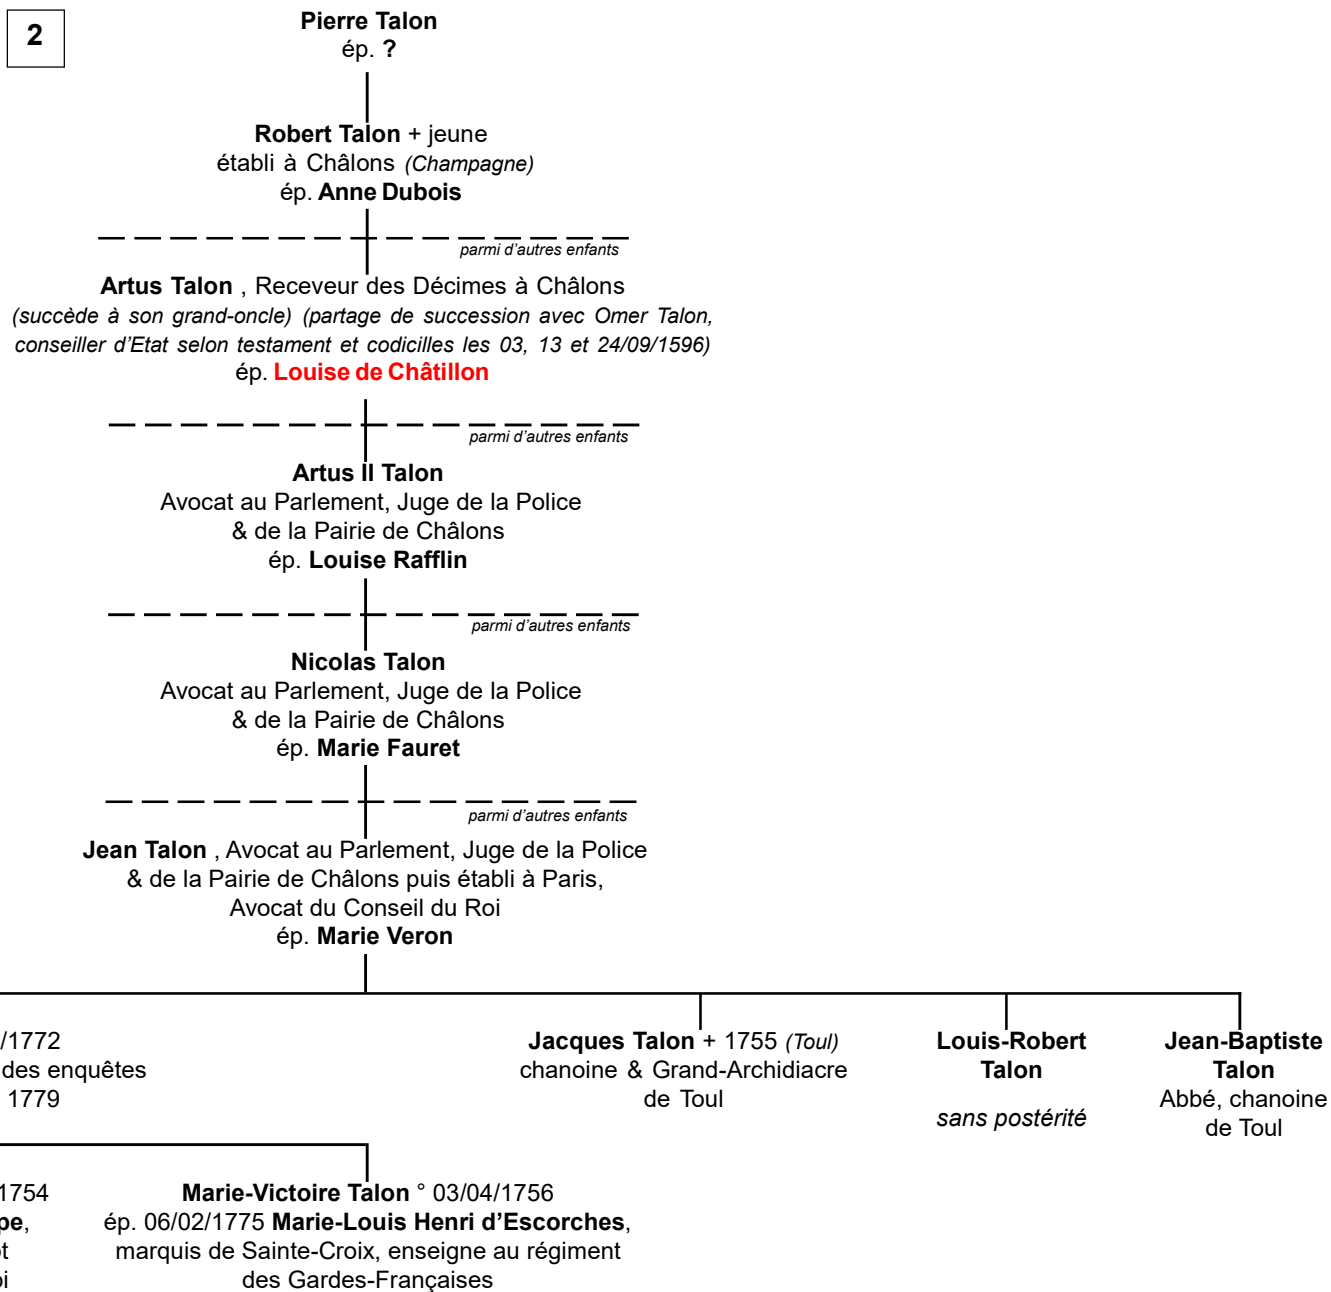 2
Pierre Talon
ép. ?
Robert Talon + jeune
établi à Châlons (Champagne)
ép. Anne Dubois
parmi d'autres enfants
Artus Talon , Receveur des Décimes à Châlons
(succède à son grand-oncle) (partage de succession avec Omer Talon,
conseiller d'Etat selon testament et codicilles les 03, 13 et 24/09/1596)
ép. Louise de Châtillon
parmi d'autres enfants
Artus II Talon
Avocat au Parlement, Juge de la Police
& de la Pairie de Châlons
ép. Louise Rafflin
parmi d'autres enfants
Nicolas Talon
Avocat au Parlement, Juge de la Police
& de la Pairie de Châlons
ép. Marie Fauret
parmi d'autres enfants
Jean Talon , Avocat au Parlement, Juge de la Police
& de la Pairie de Châlons puis établi à Paris,
Avocat du Conseil du Roi
ép. Marie Veron
/1772
des enquêtes
1779
Jacques Talon + 1755 (Toul)
chanoine & Grand-Archidiacre
de Toul
Louis-Robert
Talon
sans postérité
Jean-Baptiste
Talon
Abbé, chanoine
de Toul
1754
pe,
Marie-Victoire Talon ° 03/04/1756
ép. 06/02/1775 Marie-Louis Henri d'Escorches,
marquis de Sainte-Croix, enseigne au régiment
des Gardes-Françaises